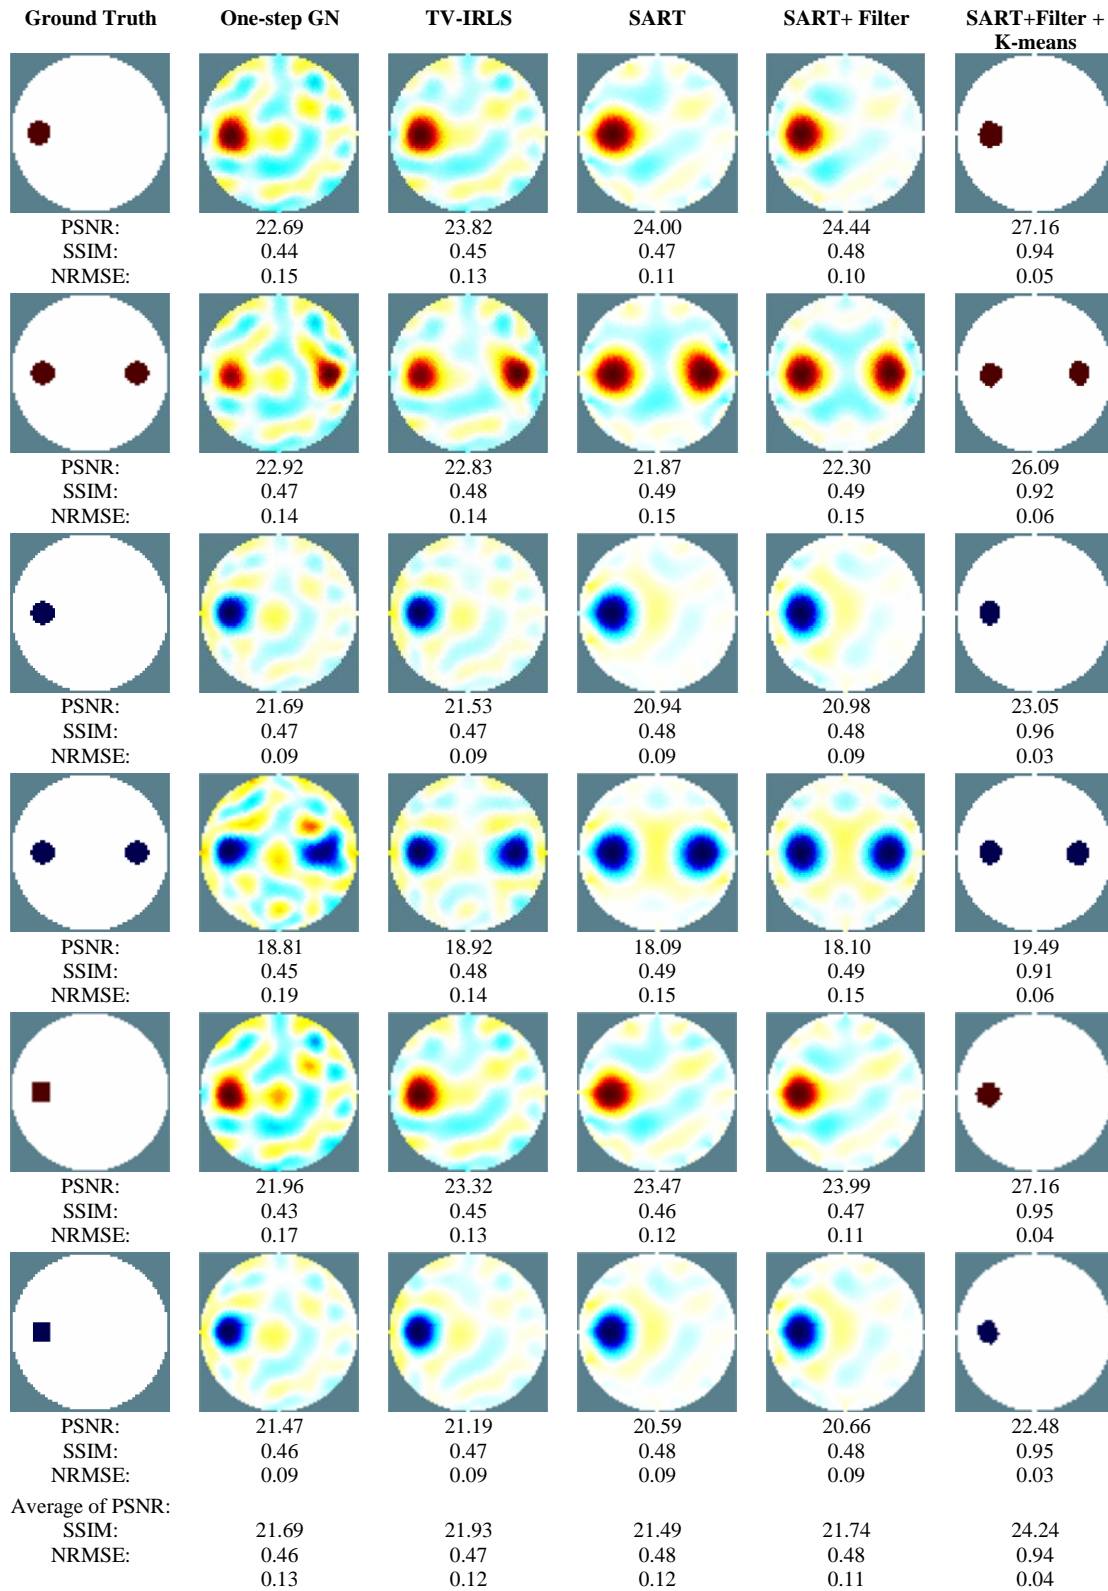 Ground Truth One-step GN TV-IRLS SART SART+ Filter SART+Filter +
K-means
PSNR: 22.69 23.82 24.00 24.44 27.16
SSIM: 0.44 0.45 0.47 0.48 0.94
NRMSE: 0.15 0.13 0.11 0.10 0.05
PSNR: 22.92 22.83 21.87 22.30 26.09
SSIM: 0.47 0.48 0.49 0.49 0.92
NRMSE: 0.14 0.14 0.15 0.15 0.06
PSNR: 21.69 21.53 20.94 20.98 23.05
SSIM: 0.47 0.47 0.48 0.48 0.96
NRMSE: 0.09 0.09 0.09 0.09 0.03
PSNR: 18.81 18.92 18.09 18.10 19.49
SSIM: 0.45 0.48 0.49 0.49 0.91
NRMSE: 0.19 0.14 0.15 0.15 0.06
PSNR: 21.96 23.32 23.47 23.99 27.16
SSIM: 0.43 0.45 0.46 0.47 0.95
NRMSE: 0.17 0.13 0.12 0.11 0.04
PSNR: 21.47 21.19 20.59 20.66 22.48
SSIM: 0.46 0.47 0.48 0.48 0.95
NRMSE: 0.09 0.09 0.09 0.09 0.03
Average of PSNR:
SSIM: 21.69 21.93 21.49 21.74 24.24
NRMSE: 0.46 0.47 0.48 0.48 0.94
0.13 0.12 0.12 0.11 0.04